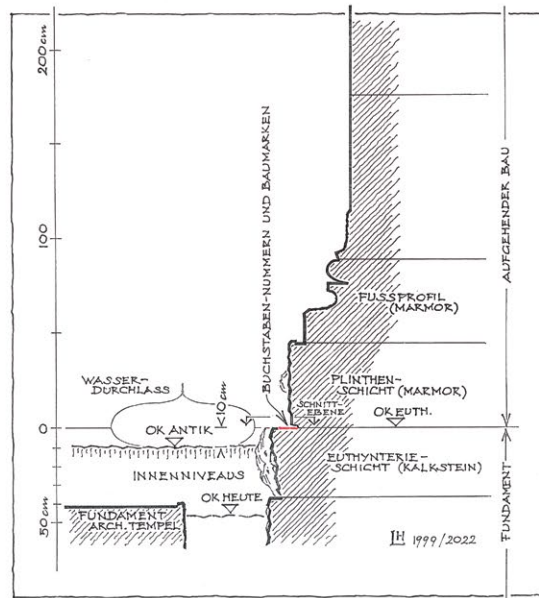 200cm
100
0
50cm
BUCHSTABEN-NUMMERN UND BAUMARKEN
AUFGEHENDER BAU
FUNDAMENT
FUSSPROFIL
(MARMOR)
WASSER-
DURCHLASS
10cm
OK ANTIK
PLINTHEN-
SCHICHT (MARMOR)
SCHNITT-
EBENE
OK EUTH.
EUTHYNTERIE-
SCHICHT (KALKSTEIN)
INNENNIVEAUS
OK HEUTE
FUNDAMENT
ARCH. TEMPEL
LH 1999/2022